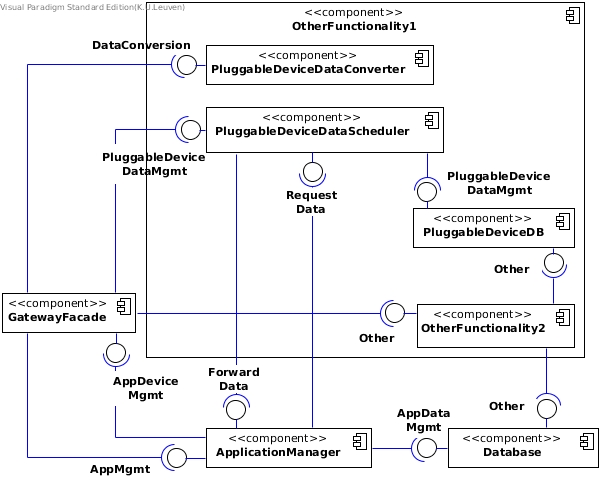 Visual Paradigm Standard Edition(K.U.Leuven)
<<component>>
OtherFunctionality1
DataConversion
<<component>>
PluggableDeviceDataConverter
<<component>>
PluggableDeviceDataScheduler
PluggableDevice
DataMgmt
Request
Data
PluggableDevice
DataMgmt
<<component>>
PluggableDeviceDB
Other
<<component>>
GatewayFacade
<<component>>
OtherFunctionality2
Other
AppDevice
Mgmt
Forward
Data
AppData
Mgmt
Other
<<component>>
ApplicationManager
<<component>>
Database
AppMgmt